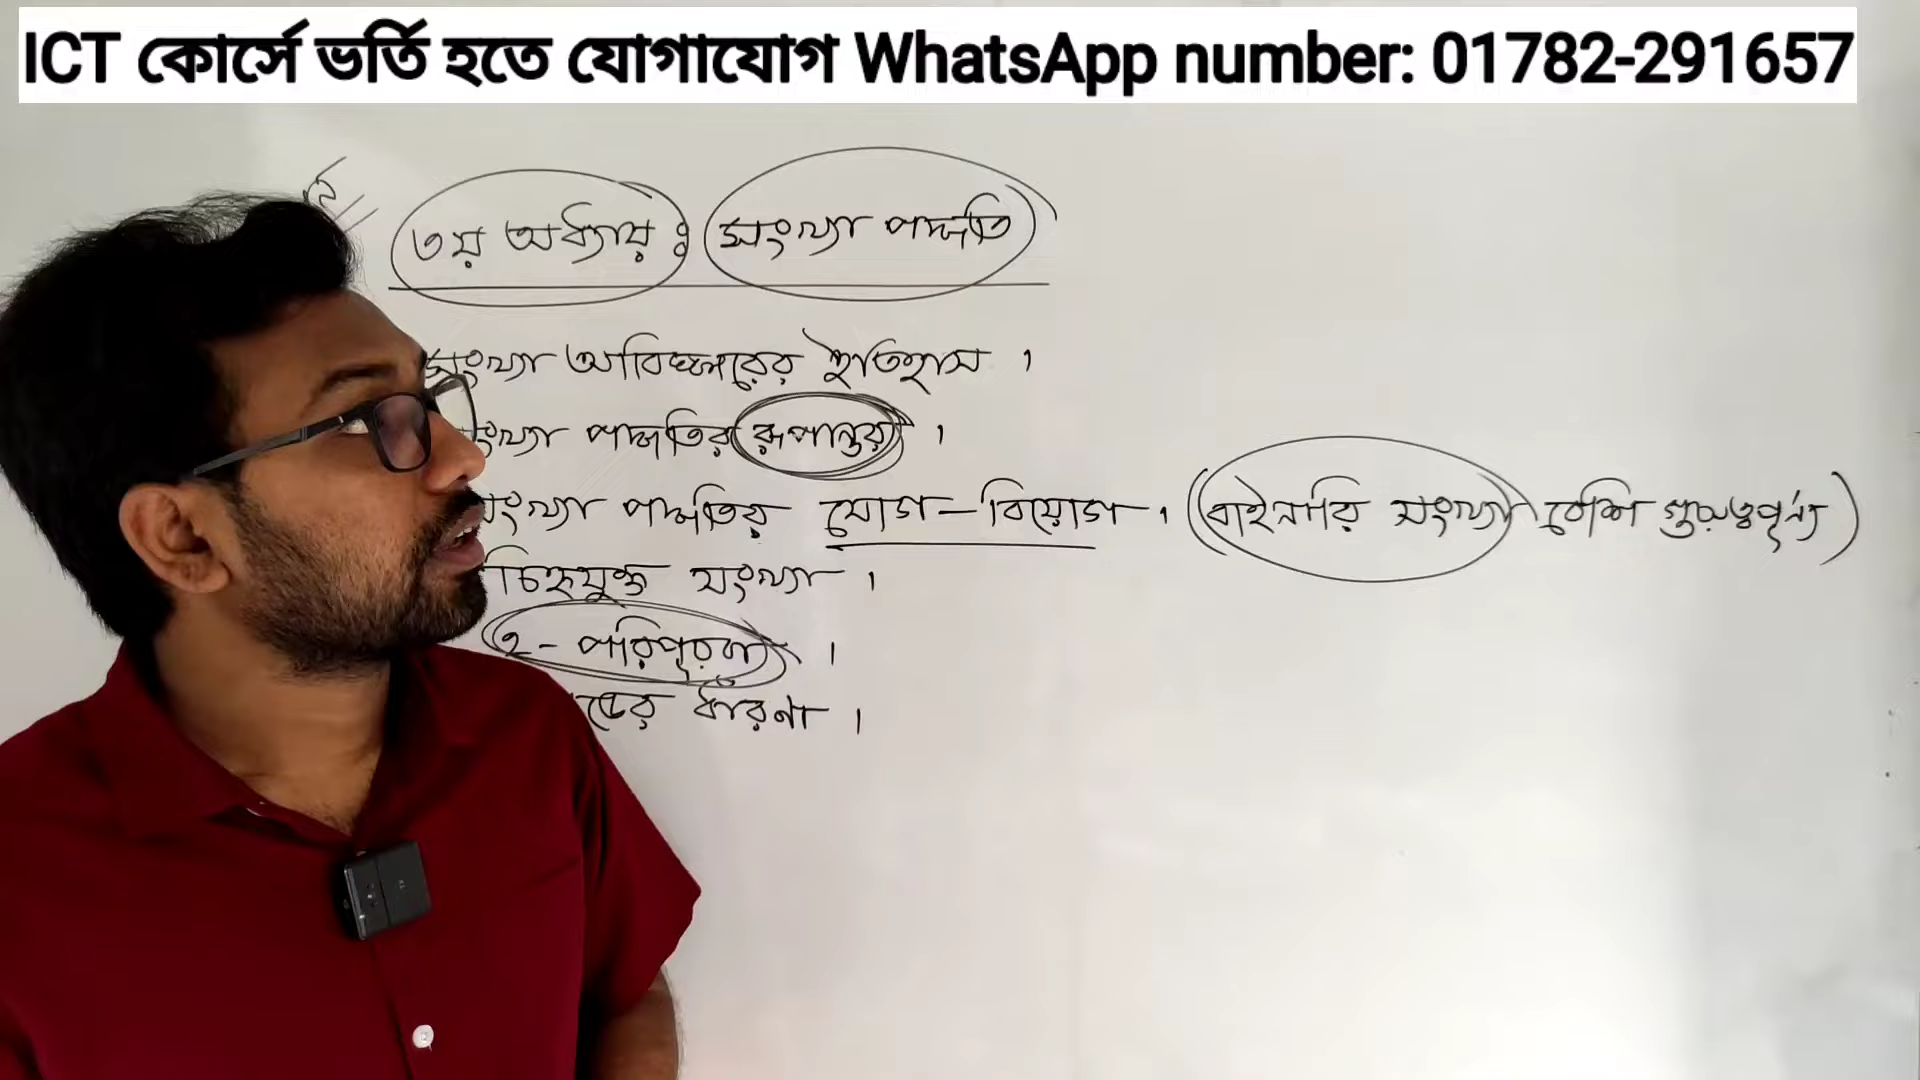 ICT কোর্সে ভর্তি হতে যোগাযোগ WhatsApp number: 01782-291657
৩য় অধ্যায় : সংখ্যা পদ্ধতি
সংখ্যা আবিষ্কারের ইতিহাস ।
সংখ্যা পদ্ধতির রূপান্তর ।
সংখ্যা পদ্ধতির যোগ – বিয়োগ । (বাইনারি সংখ্যা বেশি গুরুত্বপূর্ণ)
চিহ্নযুক্ত সংখ্যা ।
২ - পরিপূরক ।
ধারণা ।